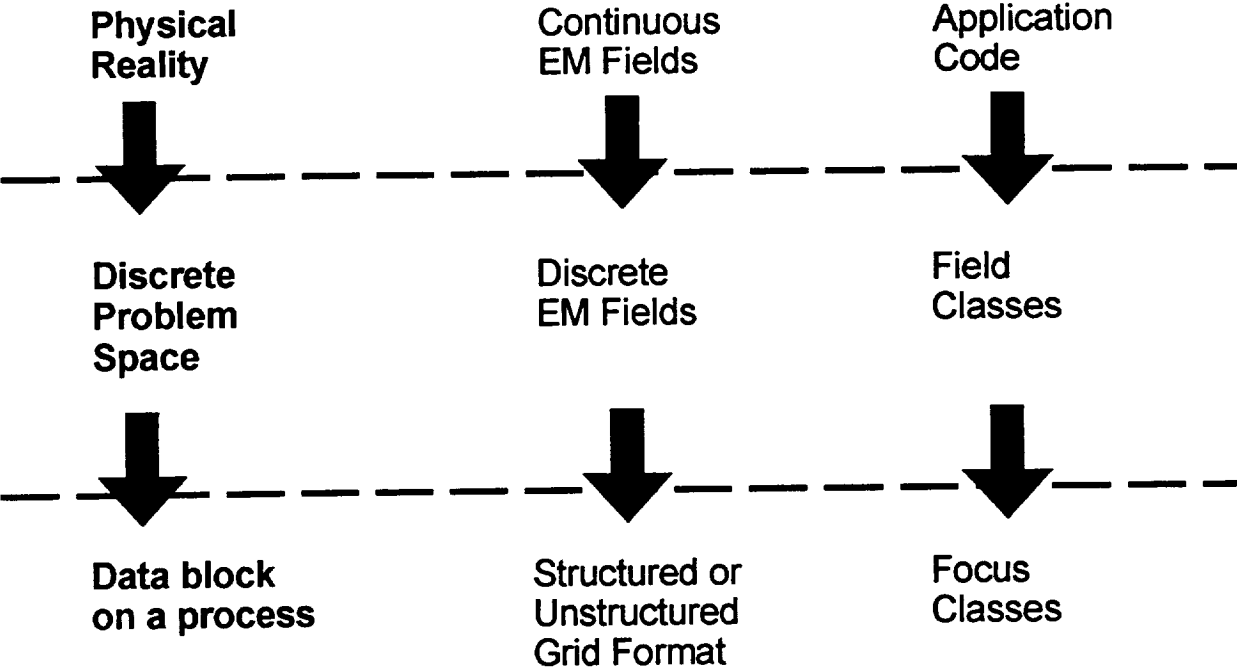 Physical
Reality
Continuous
EM Fields
Application
Code
Discrete
Problem
Space
Discrete
EM Fields
Field
Classes
Data block
on a process
Structured or
Unstructured
Grid Format
Focus
Classes